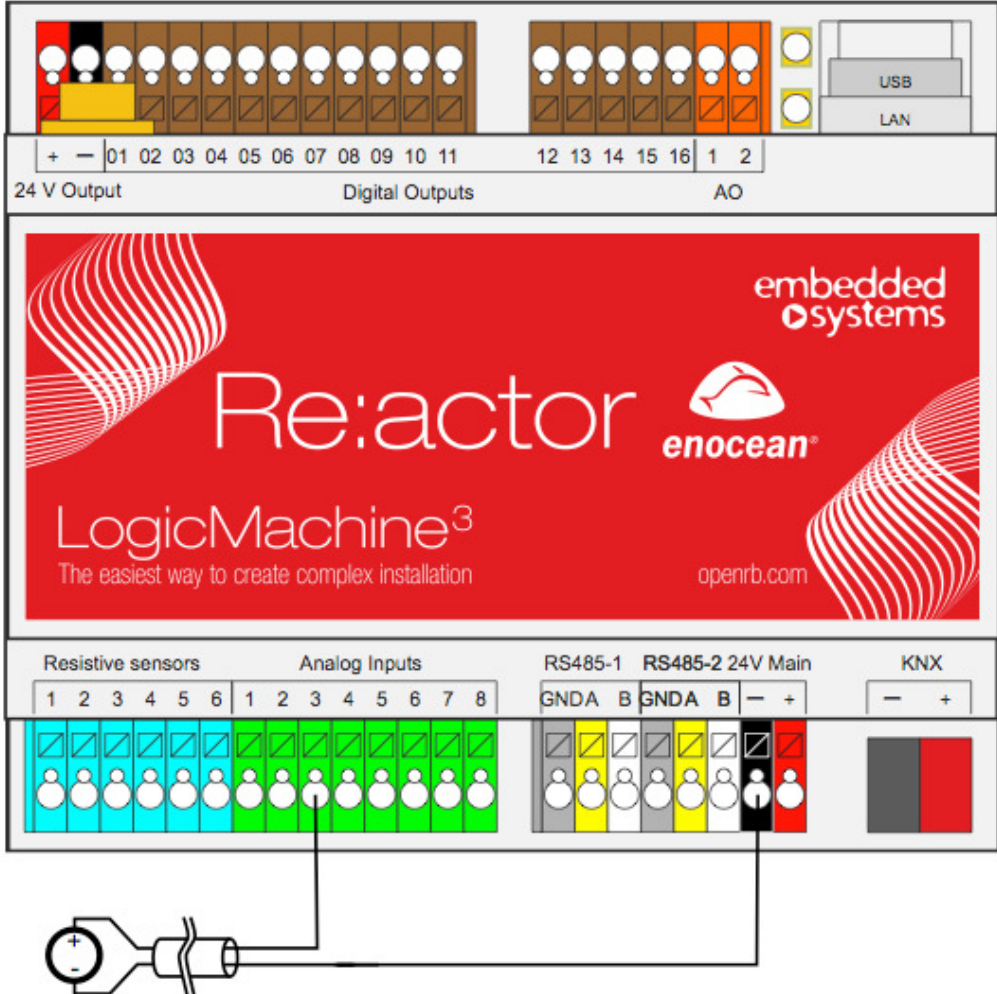 USB
LAN
+ — 01 02 03 04 05 06 07 08 09 10 11 12 13 14 15 16 1 2
24 V Output Digital Outputs AO
embedded
systems
Re:actor
enocean®
LogicMachine³
The easiest way to create complex installation openrb.com
Resistive sensors Analog Inputs RS485-1 RS485-2 24V Main KNX
1 2 3 4 5 6 1 2 3 4 5 6 7 8 GND A B GND A B — + — +
+
-